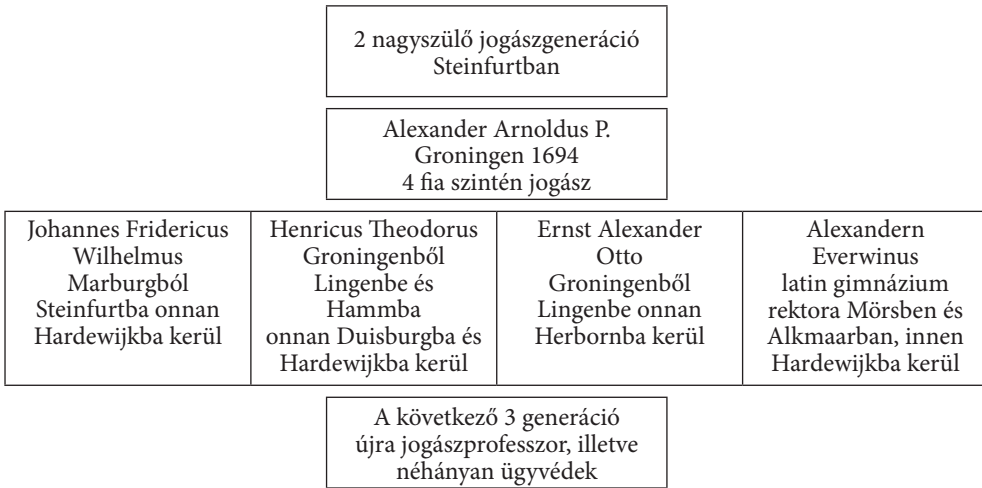 2 nagyszülő jogászgeneráció
Steinfurtban
Alexander Arnoldus P.
Groningen 1694
4 fia szintén jogász
Johannes Fridericus
Wilhelmus
Marburgból
Steinfurtba onnan
Hardewijkba kerül
Henricus Theodorus
Groningenből
Lingenbe és
Hammba
onnan Duisburgba és
Hardewijkba kerül
Ernst Alexander
Otto
Groningenből
Lingenbe onnan
Herbornba kerül
Alexandern
Everwinus
latin gimnázium
rektora Mörsben és
Alkmaarban, innen
Hardewijkba kerül
A következő 3 generáció
újra jogászprofesszor, illetve
néhányan ügyvédek